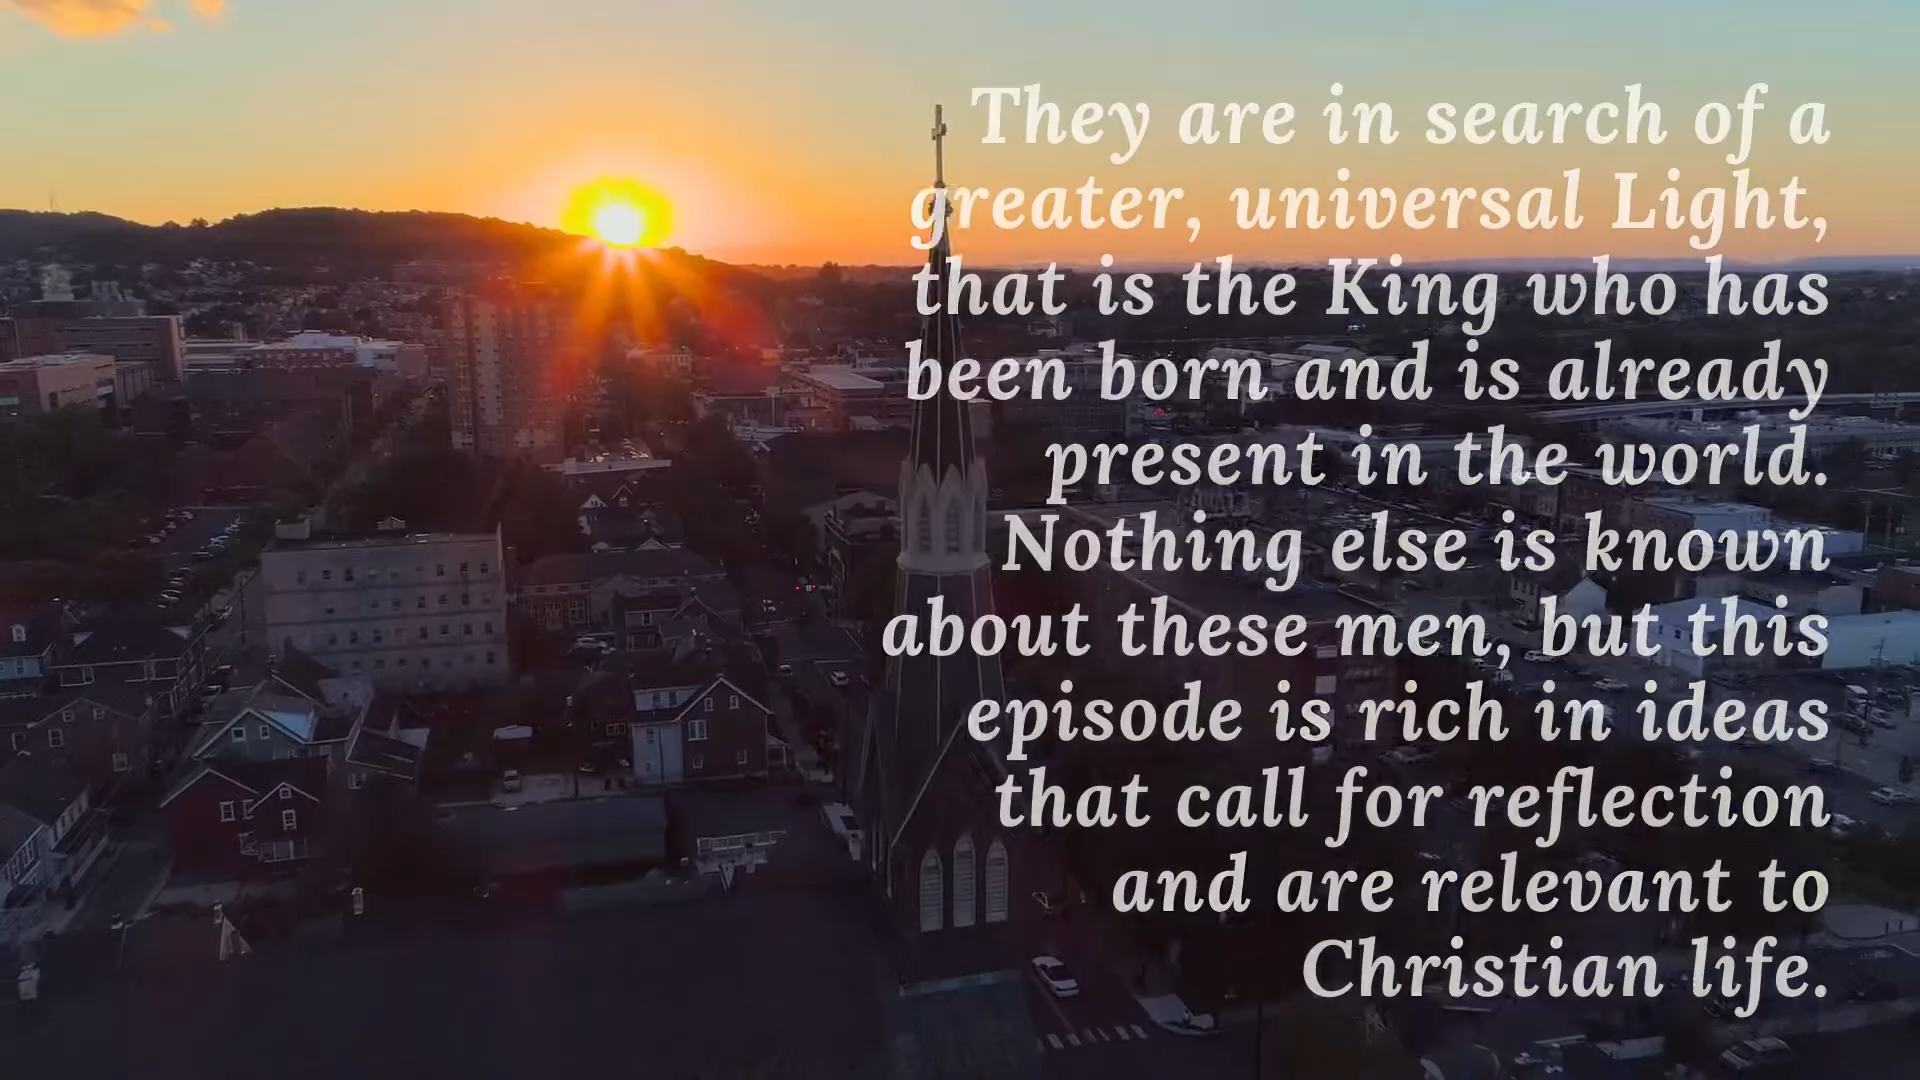 They are in search of a
greater, universal Light,
that is the King who has
been born and is already
present in the world.
Nothing else is known
about these men, but this
episode is rich in ideas
that call for reflection
and are relevant to
Christian life.